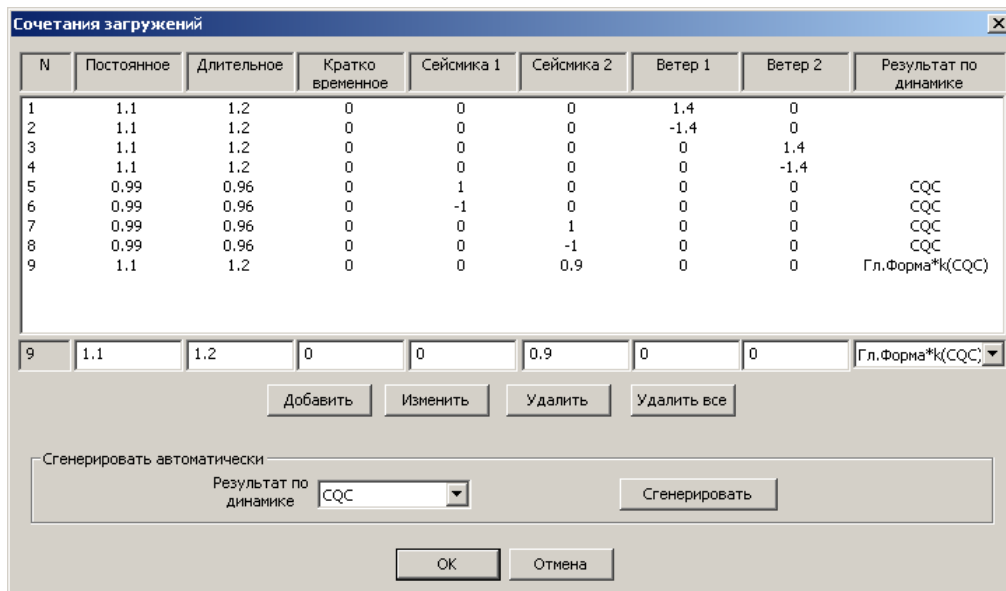 Сочетания загружений
N Постоянное Длительное Кратко временное Сейсмика 1 Сейсмика 2 Ветер 1 Ветер 2 Результат по динамике
1 1.1 1.2 0 0 0 1.4 0
2 1.1 1.2 0 0 0 -1.4 0
3 1.1 1.2 0 0 0 0 1.4
4 1.1 1.2 0 0 0 0 -1.4
5 0.99 0.96 0 1 0 0 0 CQC
6 0.99 0.96 0 -1 0 0 0 CQC
7 0.99 0.96 0 0 1 0 0 CQC
8 0.99 0.96 0 0 -1 0 0 CQC
9 1.1 1.2 0 0 0.9 0 0 Гл.Форма*k(CQC)
9 1.1 1.2 0 0 0.9 0 0 Гл.Форма*k(CQC)
Добавить Изменить Удалить Удалить все
Сгенерировать автоматически
Результат по динамике CQC Сгенерировать
OK Отмена